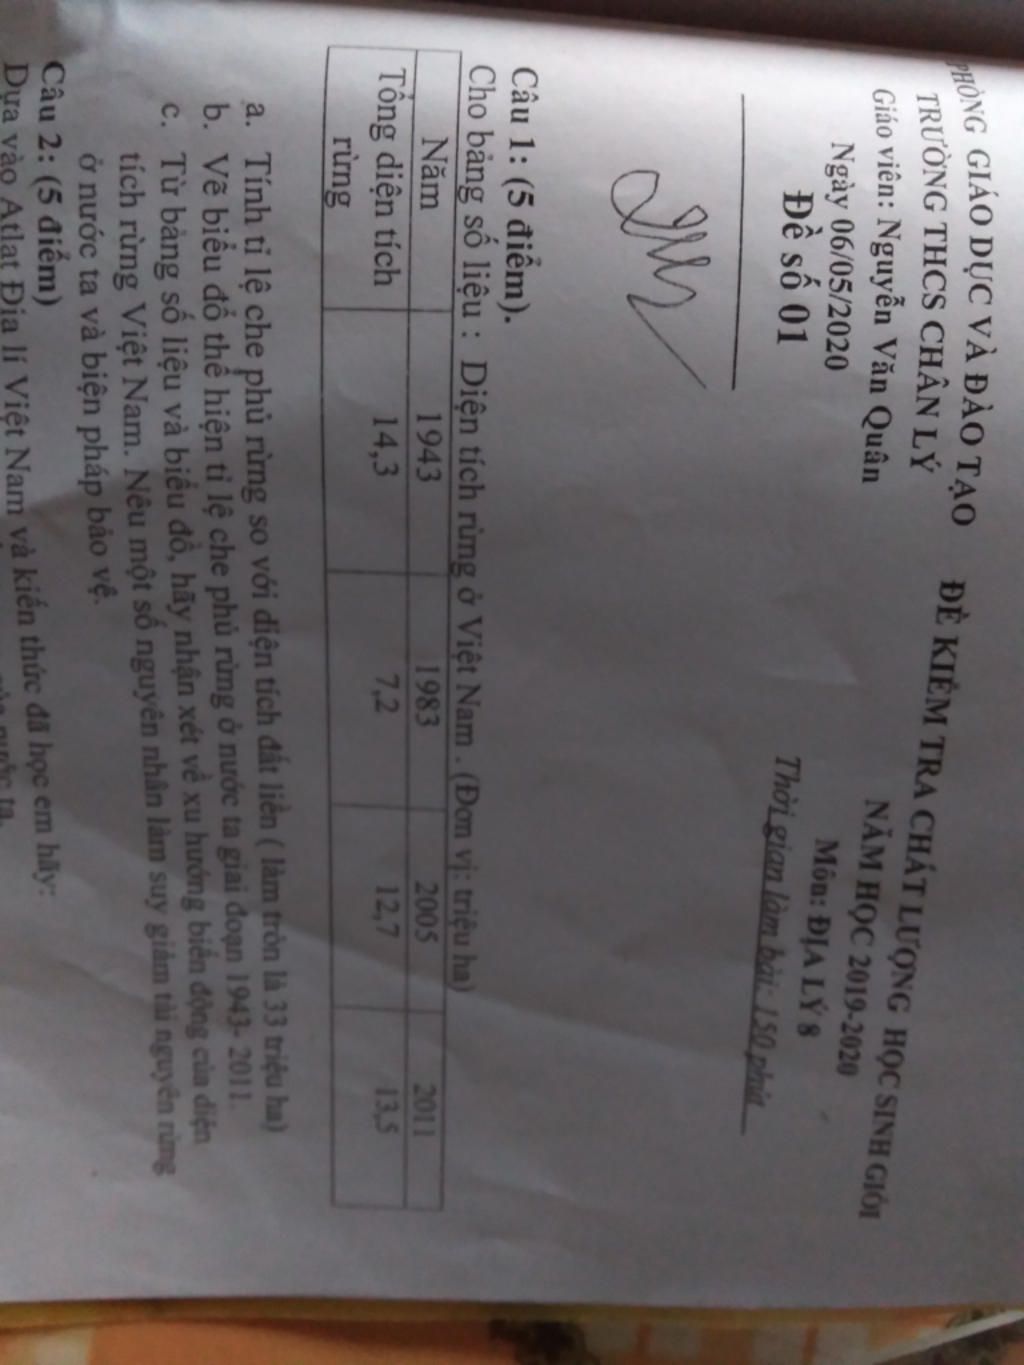 PHÒNG GIÁO DỤC VÀ ĐÀO TẠO
TRƯỜNG THCS CHÂN LÝ
Giáo viên: Nguyễn Văn Quân
Ngày 06/05/2020
Đề số 01
ĐỀ KIỂM TRA CHẤT LƯỢNG HỌC SINH GIỎI
NĂM HỌC 2019-2020
Môn: ĐỊA LÝ 8
Thời gian làm bài: 150 phút
Câu 1: (5 điểm).
Cho bảng số liệu : Diện tích rừng ở Việt Nam . (Đơn vị: triệu ha)
Năm 1943 1983 2005 2011
Tổng diện tích 14,3 7,2 12,7 13,5
rừng
a. Tính tỉ lệ che phủ rừng so với diện tích đất liền ( làm tròn là 33 triệu ha)
b. Vẽ biểu đồ thể hiện tỉ lệ che phủ rừng ở nước ta giai đoạn 1943- 2011.
c. Từ bảng số liệu và biểu đồ, hãy nhận xét về xu hướng biến động của diện
tích rừng Việt Nam. Nêu một số nguyên nhân làm suy giảm tài nguyên rừng
ở nước ta và biện pháp bảo vệ.
Câu 2: (5 điểm)
Dựa vào Atlat Địa lí Việt Nam và kiến thức đã học em hãy:
nước ta.